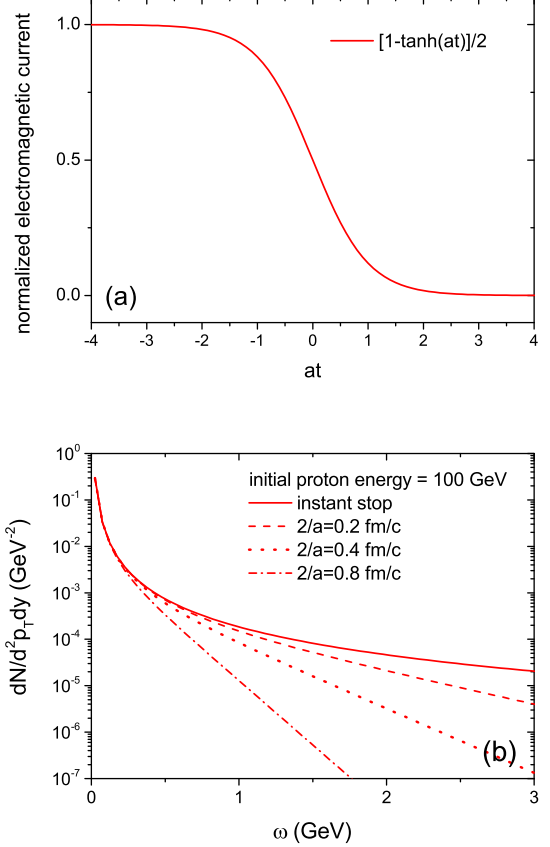 normalized electromagnetic current
1.0
0.5
0.0
[1-tanh(at)]/2
(a)
-4 -3 -2 -1 0 1 2 3 4
at
dN/d²p_Tdy (GeV⁻²)
10⁰
10⁻¹
10⁻²
10⁻³
10⁻⁴
10⁻⁵
10⁻⁶
10⁻⁷
initial proton energy = 100 GeV
instant stop
2/a=0.2 fm/c
2/a=0.4 fm/c
2/a=0.8 fm/c
(b)
0 1 2 3
ω (GeV)